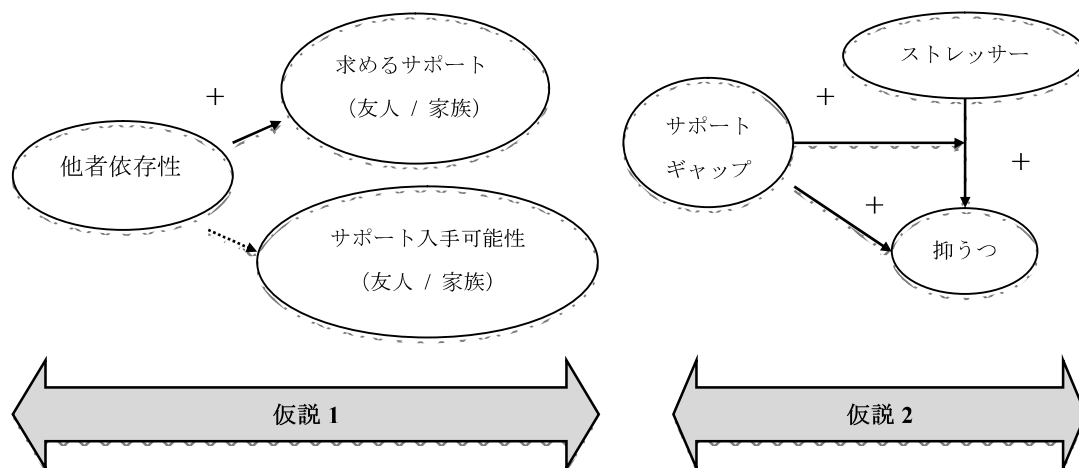 求めるサポート
(友人 / 家族)
+
他者依存性
サポート入手可能性
(友人 / 家族)
仮説 1
ストレッサー
+
サポート
ギャップ
+
+
抑うつ
仮説 2